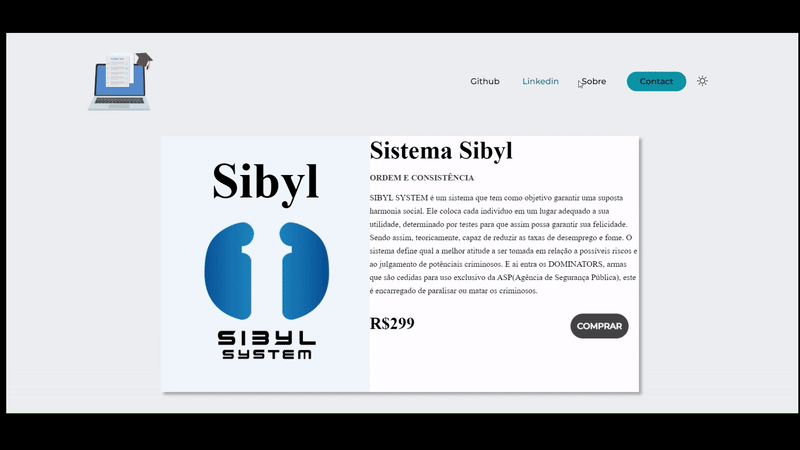 Github Linkedin Sobre Contact
Sibyl
SIBYL
SYSTEM
Sistema Sibyl
ORDEM E CONSISTÊNCIA
SIBYL SYSTEM é um sistema que tem como objetivo garantir uma suposta
harmonia social. Ele coloca cada individuo em um lugar adequado a sua
utilidade, determinado por testes para que assim possa garantir sua felicidade.
Sendo assim, teoricamente, capaz de reduzir as taxas de desemprego e fome. O
sistema define qual a melhor atitude a ser tomada em relação a possíveis riscos e
ao julgamento de potênciais criminosos. E ai entra os DOMINATORS, armas
que são cedidas para uso exclusivo da ASP(Agência de Segurança Pública), este
é encarregado de paralisar ou matar os criminosos.
R$299
COMPRAR